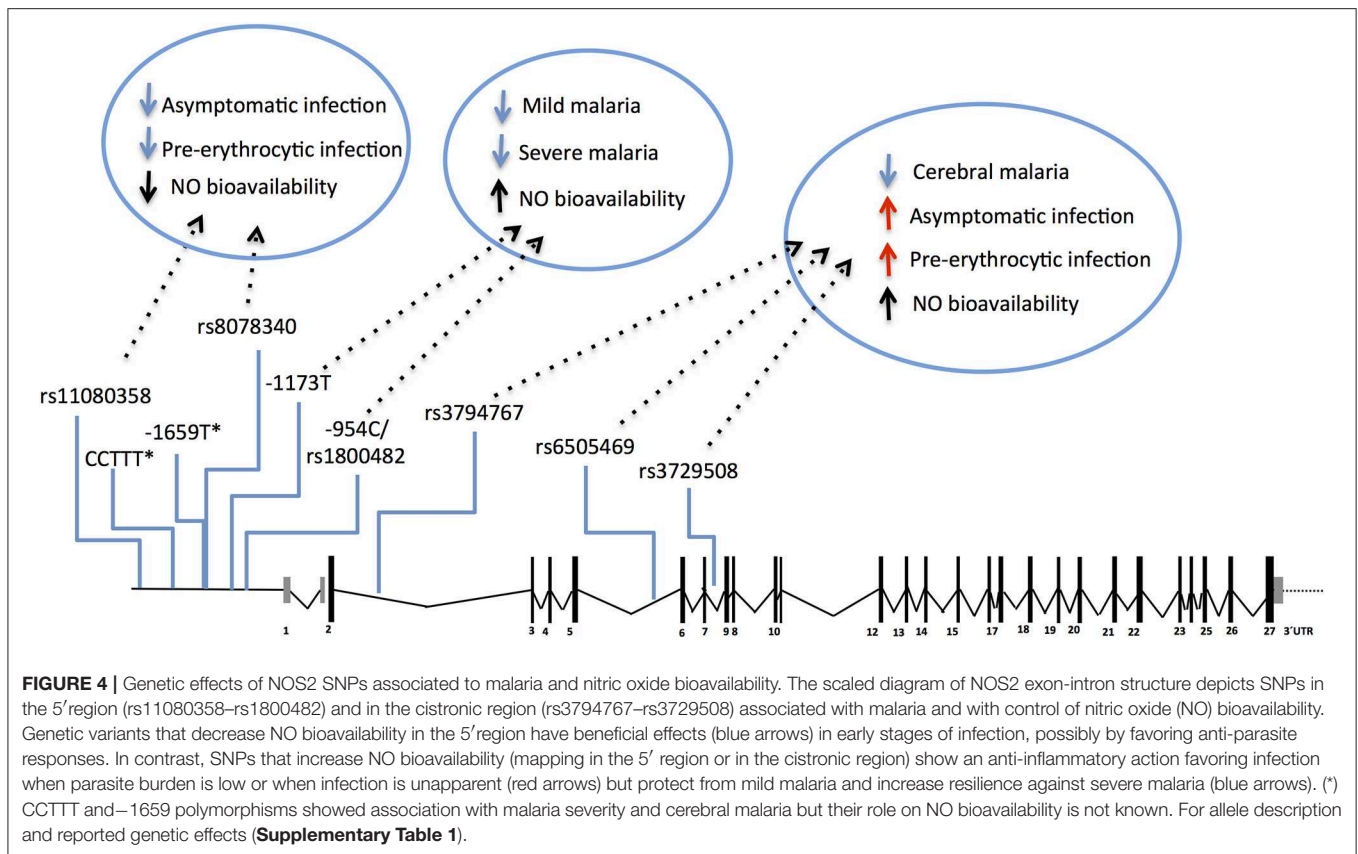 Asymptomatic infection
Pre-erythrocytic infection
NO bioavailability
Mild malaria
Severe malaria
NO bioavailability
Cerebral malaria
Asymptomatic infection
Pre-erythrocytic infection
NO bioavailability
rs8078340
rs11080358
-1173T
-1659T*
CCTTT*
-954C/
rs1800482
rs3794767
rs6505469
rs3729508
1 2 3 4 5 6 7 9 8 10 12 13 14 15 17 18 19 20 21 22 23 25 26 27 3´UTR
FIGURE 4 | Genetic effects of NOS2 SNPs associated to malaria and nitric oxide bioavailability. The scaled diagram of NOS2 exon-intron structure depicts SNPs in
the 5′region (rs11080358–rs1800482) and in the cistronic region (rs3794767–rs3729508) associated with malaria and with control of nitric oxide (NO) bioavailability.
Genetic variants that decrease NO bioavailability in the 5′region have beneficial effects (blue arrows) in early stages of infection, possibly by favoring anti-parasite
responses. In contrast, SNPs that increase NO bioavailability (mapping in the 5′ region or in the cistronic region) show an anti-inflammatory action favoring infection
when parasite burden is low or when infection is unapparent (red arrows) but protect from mild malaria and increase resilience against severe malaria (blue arrows). (*)
CCTTT and−1659 polymorphisms showed association with malaria severity and cerebral malaria but their role on NO bioavailability is not known. For allele description
and reported genetic effects (Supplementary Table 1).